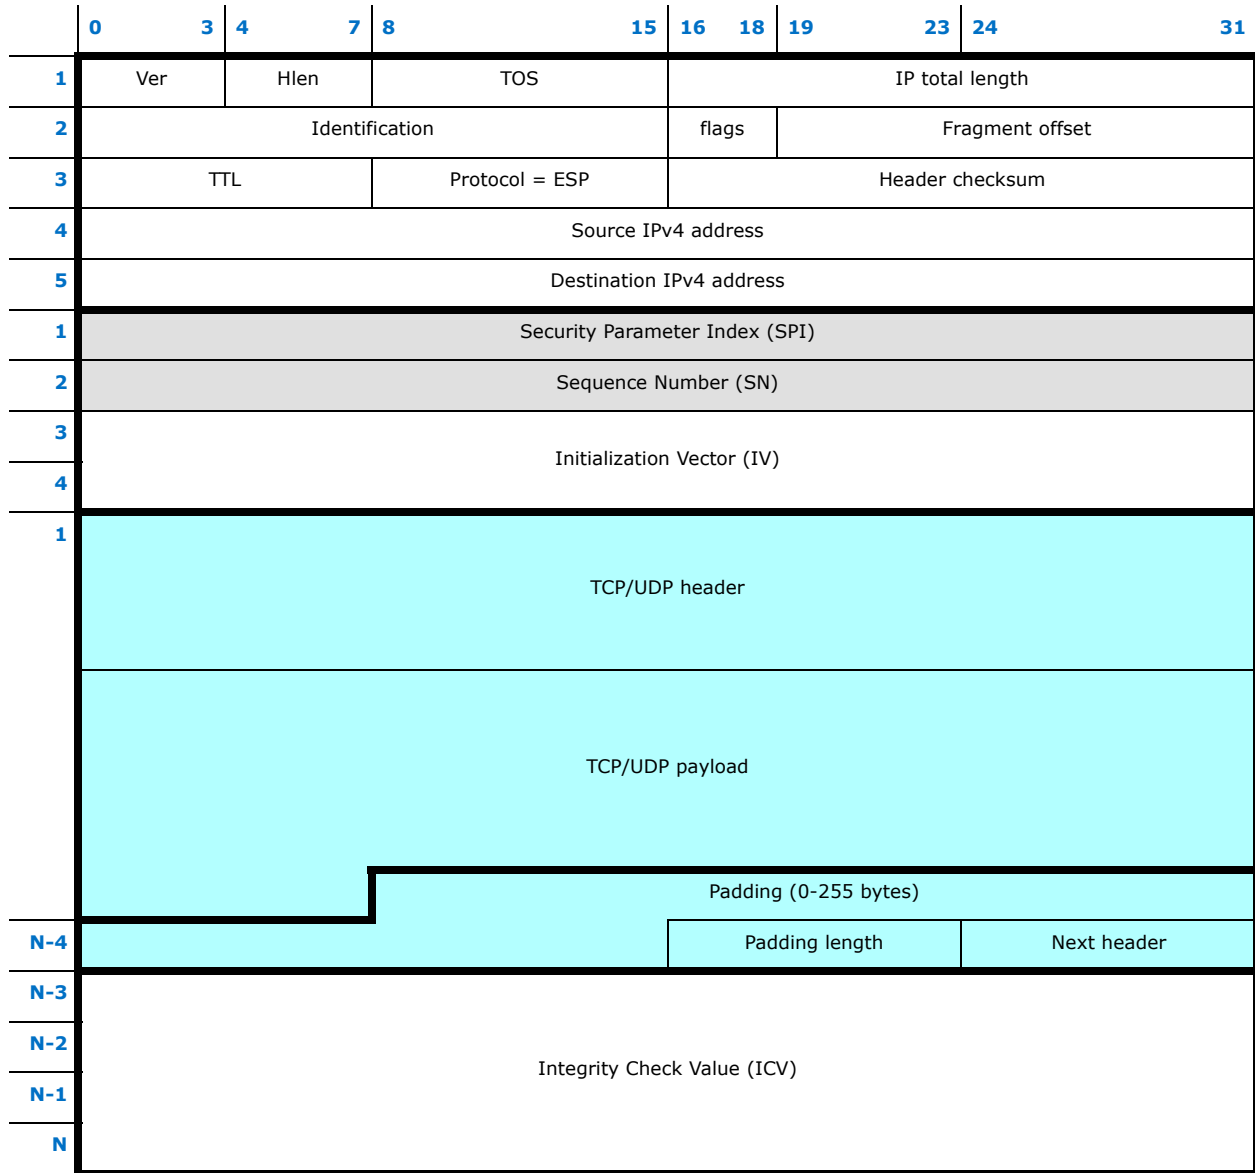 0 3 4 7 8 15 16 18 19 23 24 31
1 Ver Hlen TOS IP total length
2 Identification flags Fragment offset
3 TTL Protocol = ESP Header checksum
4 Source IPv4 address
5 Destination IPv4 address
1 Security Parameter Index (SPI)
2 Sequence Number (SN)
3
Initialization Vector (IV)
4
1
TCP/UDP header
TCP/UDP payload
Padding (0-255 bytes)
N-4 Padding length Next header
N-3
N-2
Integrity Check Value (ICV)
N-1
N